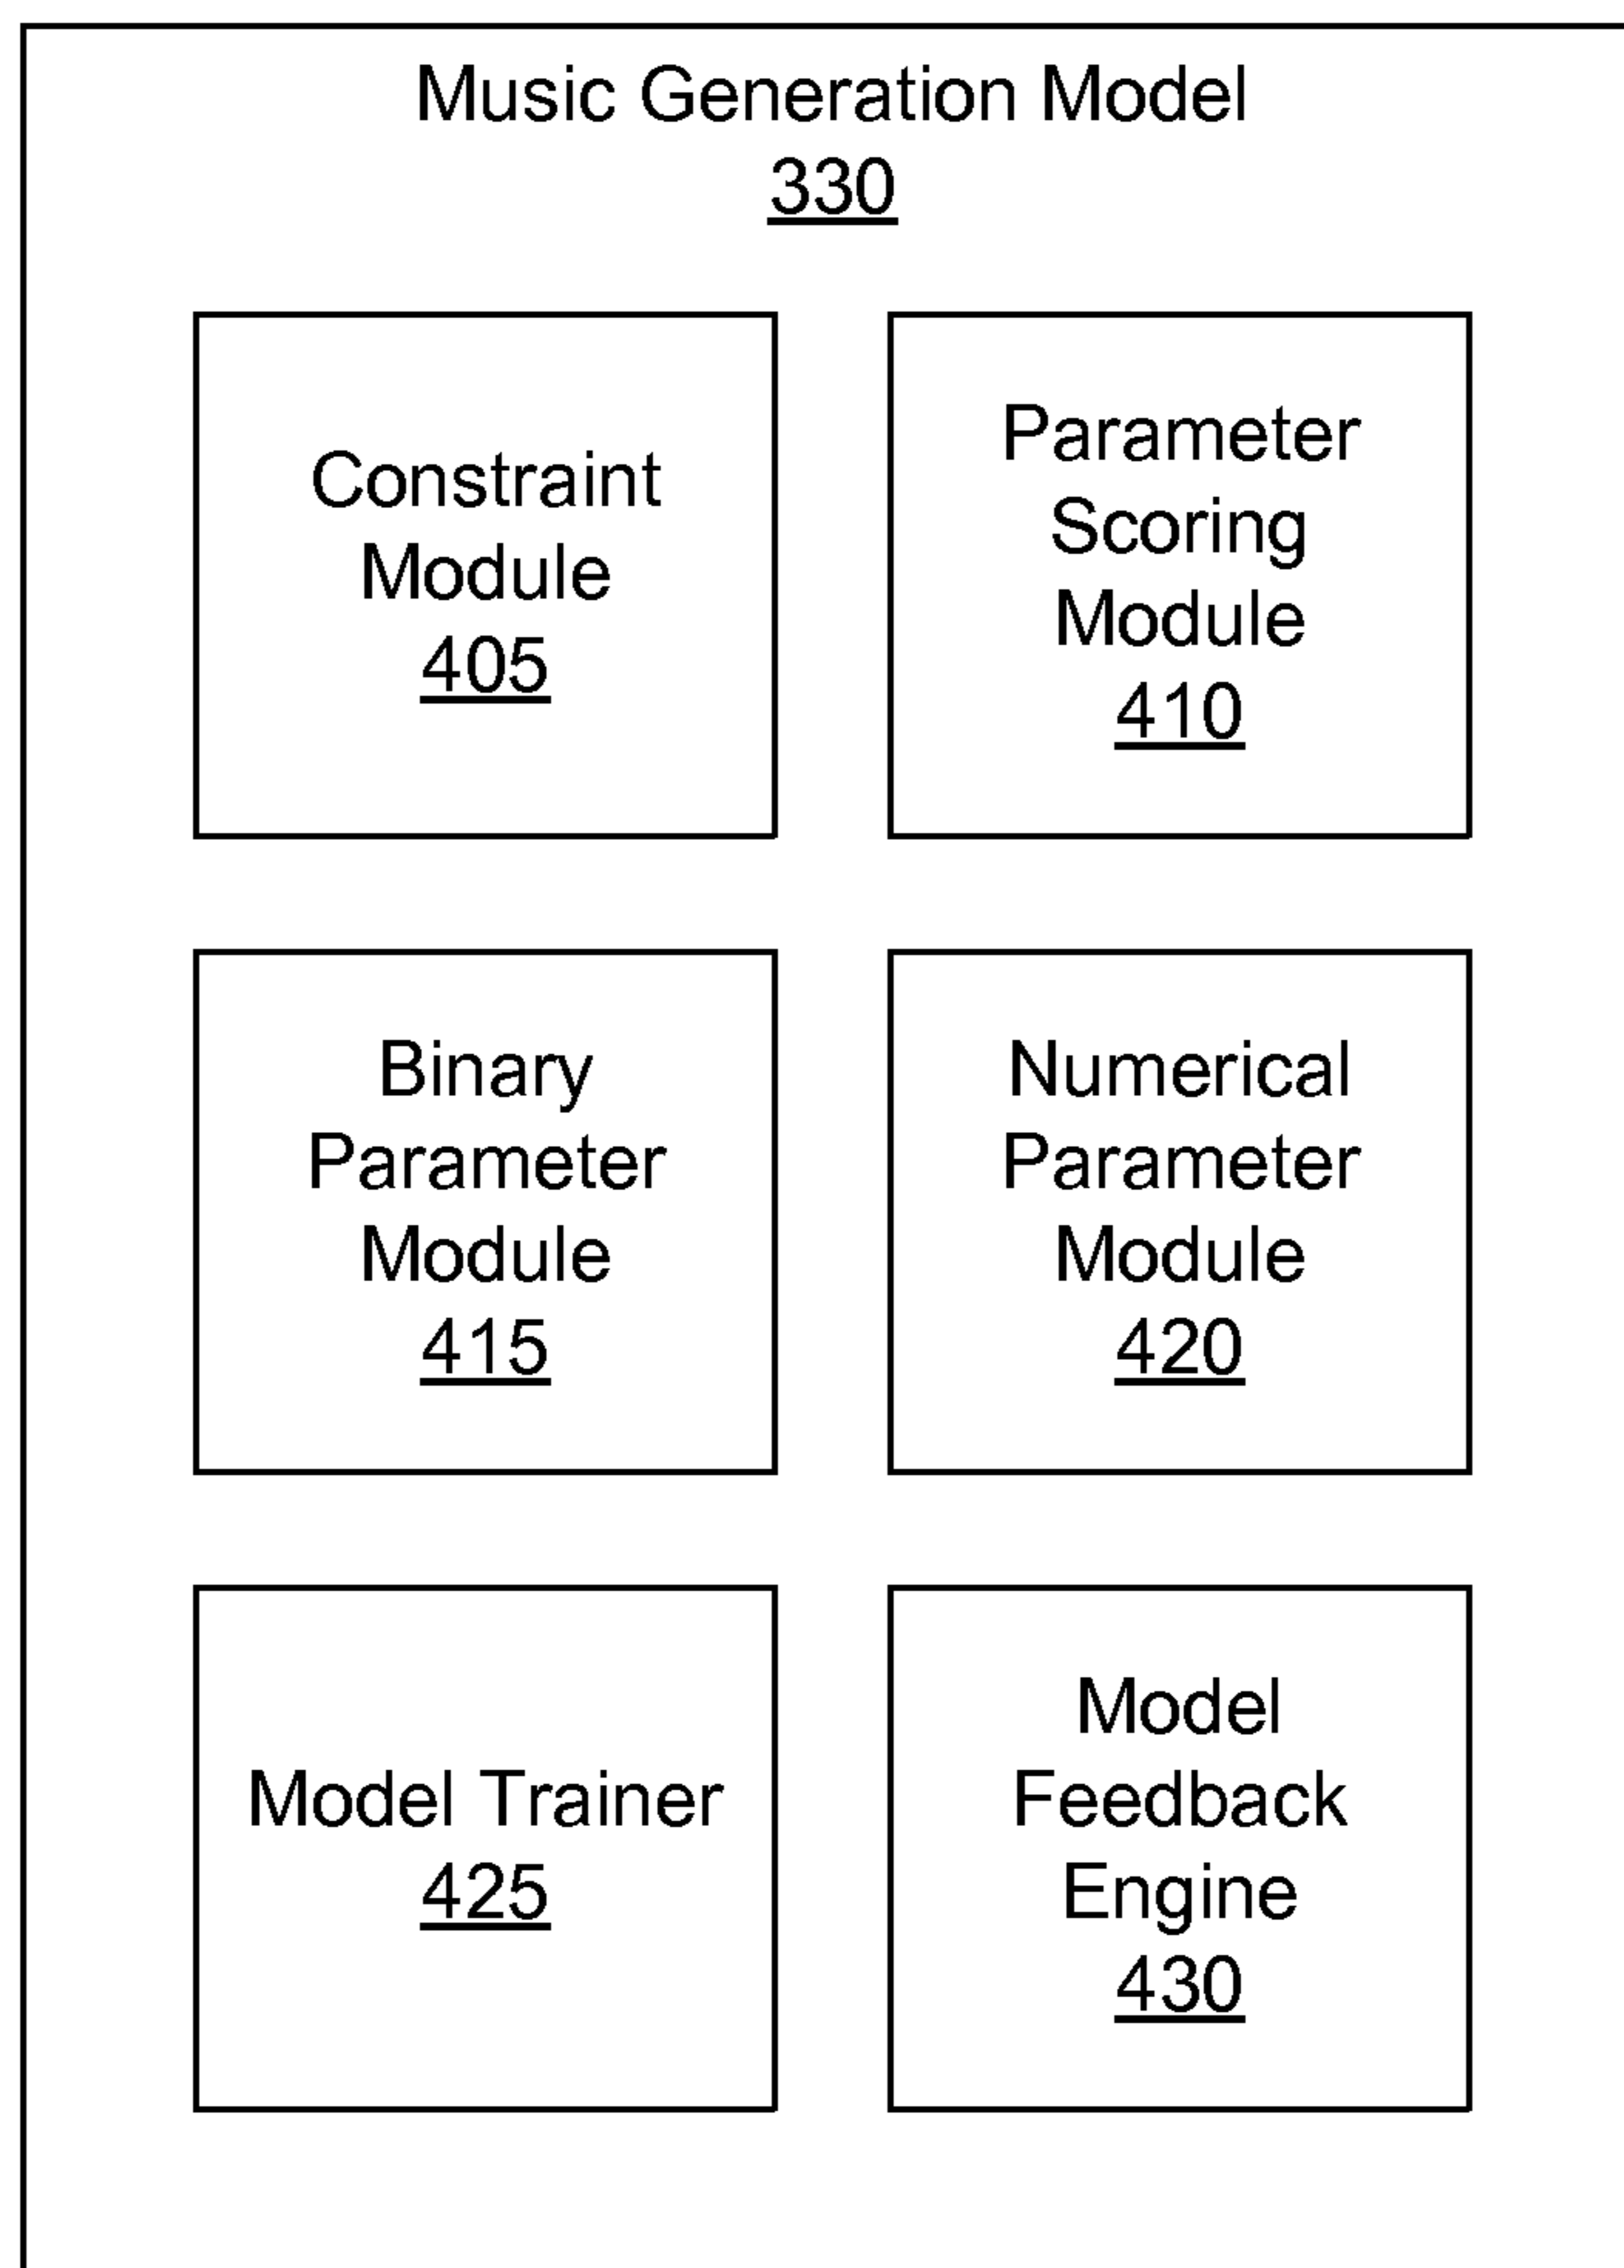 Music Generation Model
330
Constraint
Module
405
Parameter
Scoring
Module
410
Binary
Parameter
Module
415
Numerical
Parameter
Module
420
Model Trainer
425
Model
Feedback
Engine
430